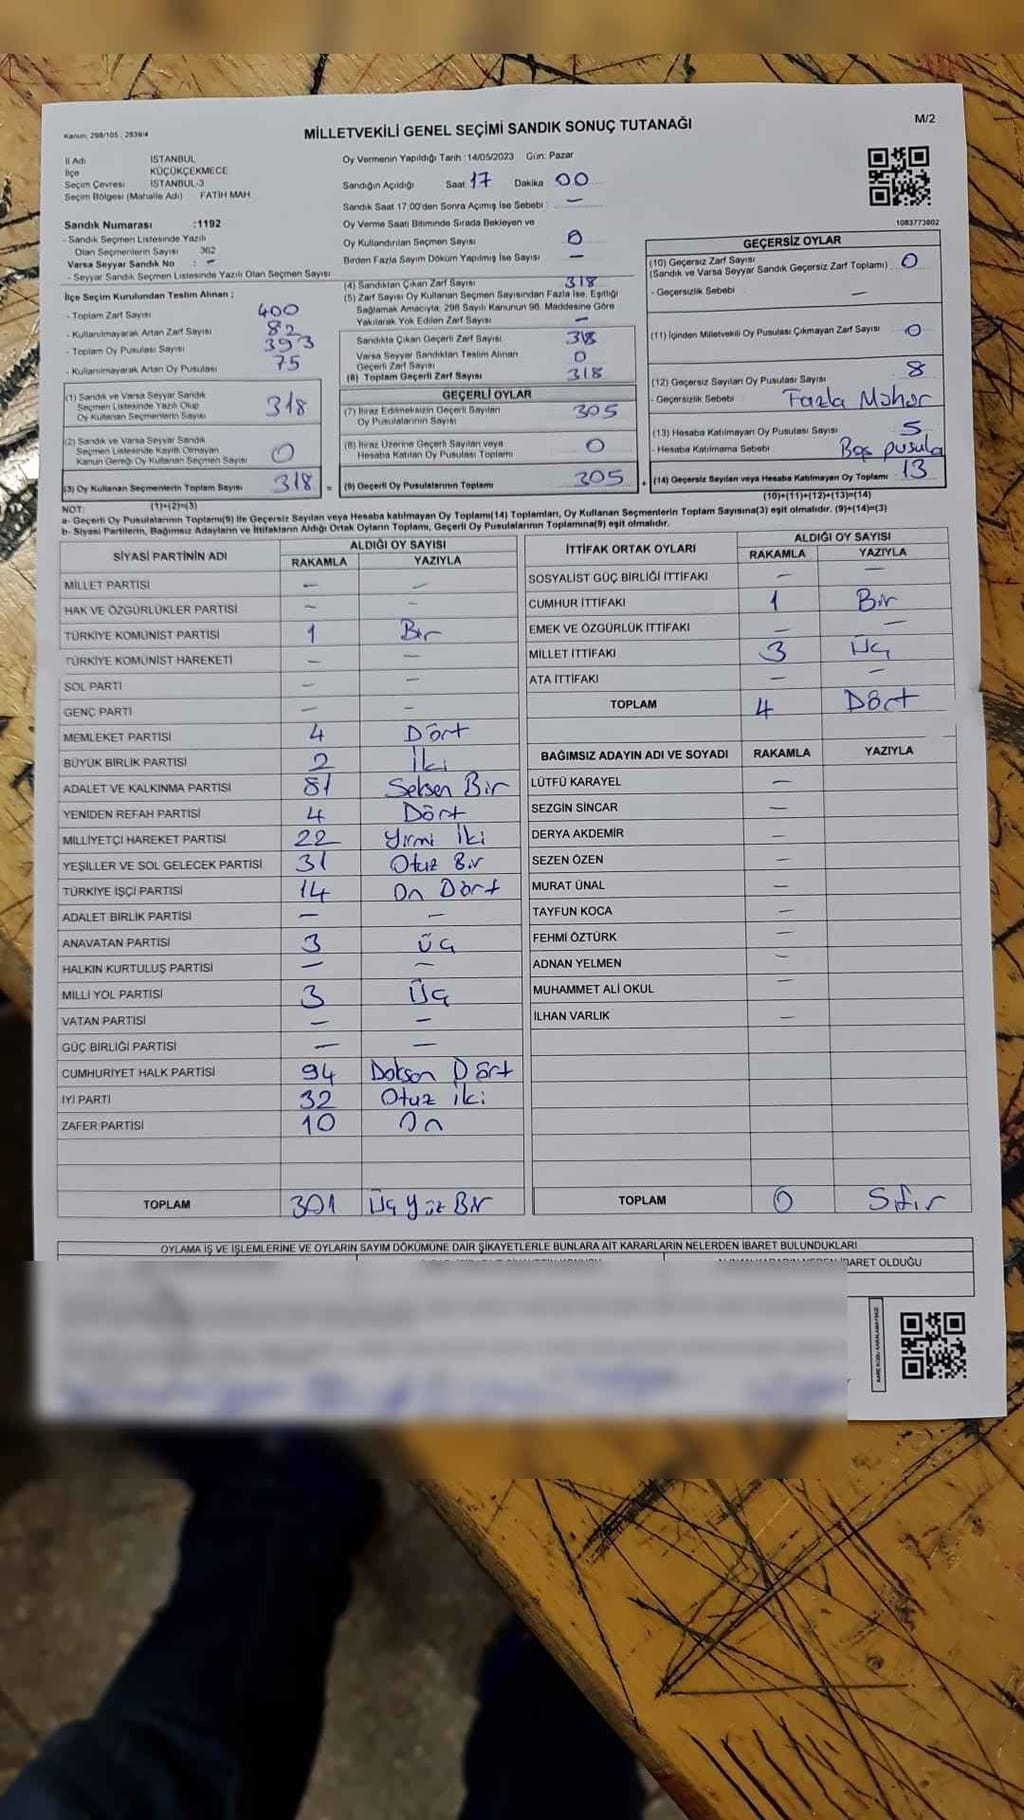 Kanun: 298/105 , 2839/4
MİLLETVEKİLİ GENEL SEÇİMİ SANDIK SONUÇ TUTANAĞI
M/2
İl Adı İSTANBUL
İlçe KÜÇÜKÇEKMECE
Seçim Çevresi İSTANBUL-3
Seçim Bölgesi (Mahalle Adı) FATİH MAH
Sandık Numarası :1192
- Sandık Seçmen Listesinde Yazılı
Olan Seçmenlerin Sayısı 362
Varsa Seyyar Sandık No : -
- Seyyar Sandık Seçmen Listesinde Yazılı Olan Seçmen Sayısı
İlçe Seçim Kurulundan Teslim Alınan ;
- Toplam Zarf Sayısı 400
- Kullanılmayarak Artan Zarf Sayısı 82
- Toplam Oy Pusulası Sayısı 393
- Kullanılmayarak Artan Oy Pusulası 75
(1) Sandık ve Varsa Seyyar Sandık
Seçmen Listesinde Yazılı Olup
Oy Kullanan Seçmenlerin Sayısı 318
(2) Sandık ve Varsa Seyyar Sandık
Seçmen Listesinde Kayıtlı Olmayan
Kanun Gereği Oy Kullanan Seçmen Sayısı 0
(3) Oy Kullanan Seçmenlerin Toplam Sayısı 318
(1)+(2)=(3)
Oy Vermenin Yapıldığı Tarih :14/05/2023 Gün: Pazar
Sandığın Açıldığı Saat 17 Dakika 00
Sandık Saat 17:00'den Sonra Açımış İse Sebebi : -
Oy Verme Saati Bitiminde Sırada Bekleyen ve
Oy Kullandırılan Seçmen Sayısı 0
Birden Fazla Sayım Döküm Yapılmış İse Sayısı -
(4) Sandıktan Çıkan Zarf Sayısı 318
(5) Zarf Sayısı Oy Kullanan Seçmen Sayısından Fazla İse, Eşitliği
Sağlamak Amacıyla, 298 Sayılı Kanunun 98. Maddesine Göre
Yakılarak Yok Edilen Zarf Sayısı -
Sandıkta Çıkan Geçerli Zarf Sayısı 318
Varsa Seyyar Sandıktan Teslim Alınan
Geçerli Zarf Sayısı 0
(6) Toplam Geçerli Zarf Sayısı 318
GEÇERLİ OYLAR
(7) İtiraz Edilmeksizin Geçerli Sayılan
Oy Pusulalarının Sayısı 305
(8) İtiraz Üzerine Geçerli Sayılan veya
Hesaba Katılan Oy Pusulası Toplamı 0
= (9) Geçerli Oy Pusulalarının Toplamı 305 +
1083773802
GEÇERSİZ OYLAR
(10) Geçersiz Zarf Sayısı
(Sandık ve Varsa Seyyar Sandık Geçersiz Zarf Toplamı) 0
- Geçersizlik Sebebi -
(11) İçinden Milletvekili Oy Pusulası Çıkmayan Zarf Sayısı 0
(12) Geçersiz Sayılan Oy Pusulası Sayısı 8
- Geçersizlik Sebebi Fazla Mühür
(13) Hesaba Katılmayan Oy Pusulası Sayısı 5
- Hesaba Katılmama Sebebi Boş pusula
(14) Geçersiz Sayılan veya Hesaba Katılmayan Oy Toplamı 13
(10)+(11)+(12)+(13)=(14)
NOT:
a- Geçerli Oy Pusulalarının Toplamı(9) ile Geçersiz Sayılan veya Hesaba katılmayan Oy Toplamı(14) Toplamları, Oy Kullanan Seçmenlerin Toplam Sayısına(3) eşit olmalıdır. (9)+(14)=(3)
b- Siyasi Partilerin, Bağımsız Adayların ve İttifakların Aldığı Ortak Oyların Toplamı, Geçerli Oy Pusulalarının Toplamına(9) eşit olmalıdır.
SİYASİ PARTİNİN ADI ALDIĞI OY SAYISI
RAKAMLA YAZIYLA
MİLLET PARTİSİ - -
HAK VE ÖZGÜRLÜKLER PARTİSİ - -
TÜRKİYE KOMÜNİST PARTİSİ 1 Bir
TÜRKİYE KOMÜNİST HAREKETİ - -
SOL PARTİ - -
GENÇ PARTİ - -
MEMLEKET PARTİSİ 4 Dört
BÜYÜK BİRLİK PARTİSİ 2 İki
ADALET VE KALKINMA PARTİSİ 81 Seksen Bir
YENİDEN REFAH PARTİSİ 4 Dört
MİLLİYETÇİ HAREKET PARTİSİ 22 Yirmi İki
YEŞİLLER VE SOL GELECEK PARTİSİ 31 Otuz Bir
TÜRKİYE İŞÇİ PARTİSİ 14 On Dört
ADALET BİRLİK PARTİSİ - -
ANAVATAN PARTİSİ 3 Üç
HALKIN KURTULUŞ PARTİSİ - -
MİLLİ YOL PARTİSİ 3 Üç
VATAN PARTİSİ - -
GÜÇ BİRLİĞİ PARTİSİ - -
CUMHURİYET HALK PARTİSİ 94 Doksan Dört
İYİ PARTİ 32 Otuz iki
ZAFER PARTİSİ 10 On
TOPLAM 301 Üç Yüz Bir
İTTİFAK ORTAK OYLARI ALDIĞI OY SAYISI
RAKAMLA YAZIYLA
SOSYALİST GÜÇ BİRLİĞİ İTTİFAKI - -
CUMHUR İTTİFAKI 1 Bir
EMEK VE ÖZGÜRLÜK İTTİFAKI - -
MİLLET İTTİFAKI 3 Üç
ATA İTTİFAKI - -
TOPLAM 4 Dört
BAĞIMSIZ ADAYIN ADI VE SOYADI RAKAMLA YAZIYLA
LÜTFÜ KARAYEL -
SEZGİN SİNCAR -
DERYA AKDEMİR -
SEZEN ÖZEN -
MURAT ÜNAL -
TAYFUN KOCA -
FEHMİ ÖZTÜRK -
ADNAN YELMEN -
MUHAMMET ALİ OKUL -
İLHAN VARLIK -
TOPLAM 0 Sıfır
OYLAMA İŞ VE İŞLEMLERİNE VE OYLARIN SAYIM DÖKÜMÜNE DAİR ŞİKAYETLERLE BUNLARA AİT KARARLARIN NELERDEN İBARET BULUNDUKLARI
İBARET OLDUĞU